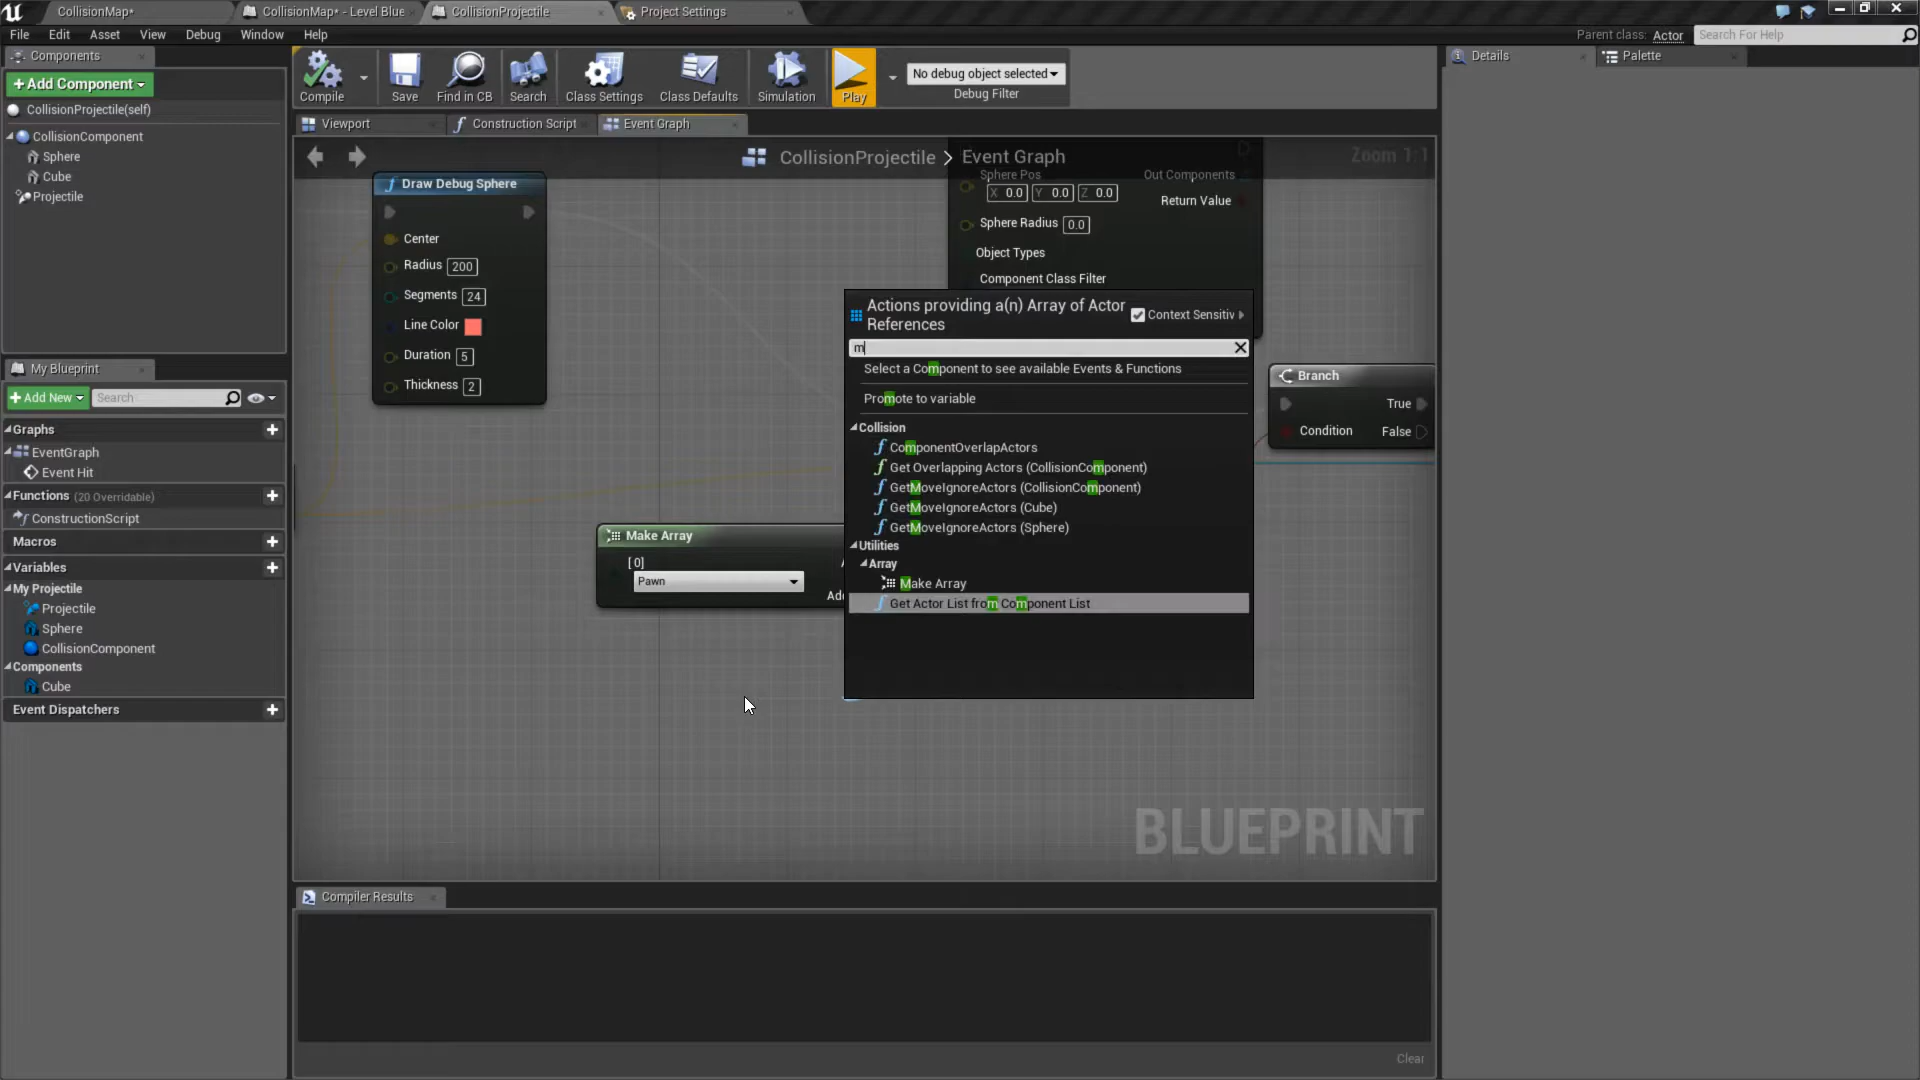 CollisionMap*
CollisionMap* - Level Blue
CollisionProjectile
Project Settings
File
Edit
Asset
View
Debug
Window
Help
Parent class: Actor
Search For Help
Components
+ Add Component
CollisionProjectile(self)
CollisionComponent
Sphere
Cube
Projectile
Compile
Save
Find in CB
Search
Class Settings
Class Defaults
Simulation
Play
No debug object selected
Debug Filter
Details
Palette
Viewport
Construction Script
Event Graph
CollisionProjectile > Event Graph
Zoom 1:1
Draw Debug Sphere
Center
Radius 200
Segments 24
Line Color
Duration 5
Thickness 2
Sphere Pos
X 0.0 Y 0.0 Z 0.0
Out Components
Return Value
Sphere Radius 0.0
Object Types
Component Class Filter
Actions providing a(n) Array of Actor
References
Context Sensitiv
m
Select a Component to see available Events & Functions
Promote to variable
Collision
ComponentOverlapActors
Get Overlapping Actors (CollisionComponent)
GetMoveIgnoreActors (CollisionComponent)
GetMoveIgnoreActors (Cube)
GetMoveIgnoreActors (Sphere)
Utilities
Array
Make Array
Get Actor List from Component List
Branch
True
Condition
False
Make Array
[0]
Pawn
Ad
My Blueprint
+ Add New
Search
Graphs
EventGraph
Event Hit
Functions (20 Overridable)
ConstructionScript
Macros
Variables
My Projectile
Projectile
Sphere
CollisionComponent
Components
Cube
Event Dispatchers
BLUEPRINT
Compiler Results
Clear